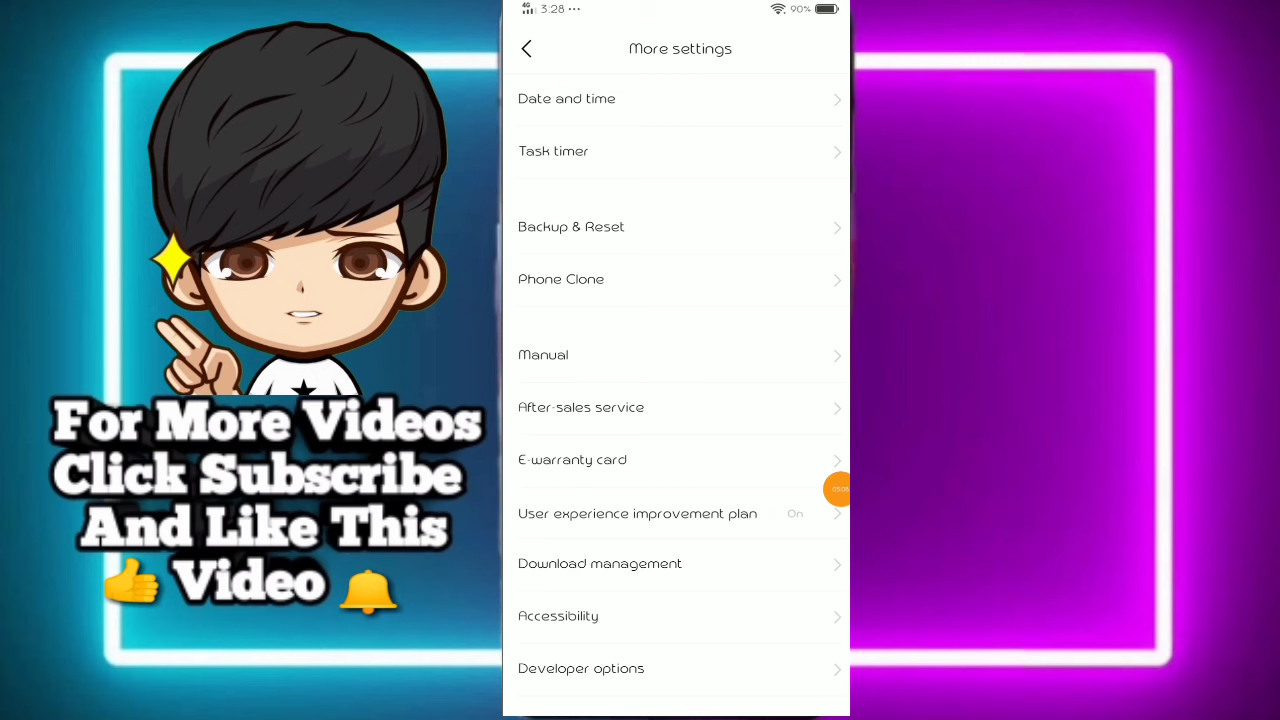 4G 3:28 ··· 90%
More settings
Date and time
Task timer
Backup & Reset
Phone Clone
Manual
After-sales service
E-warranty card
User experience improvement plan On
Download management
Accessibility
Developer options
For More Videos
Click Subscribe
And Like This
Video